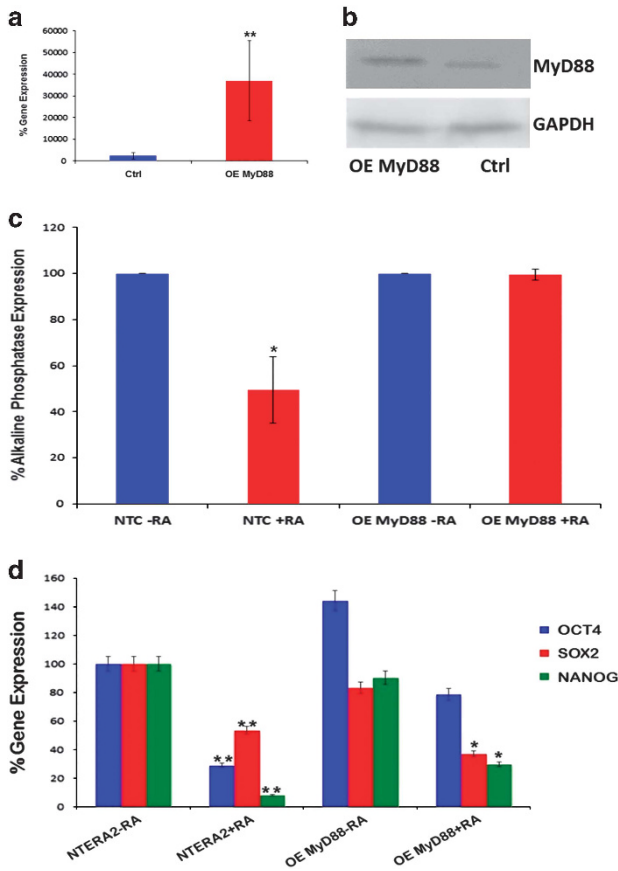 a
% Gene Expression
60000
50000
40000
30000
20000
10000
0
**
Ctrl
OE MyD88
b
MyD88
GAPDH
OE MyD88 Ctrl
c
% Alkaline Phosphatase Expression
120
100
80
60
40
20
0
*
NTC -RA
NTC +RA
OE MyD88 -RA
OE MyD88 +RA
d
% Gene Expression
160
140
120
100
80
60
40
20
0
** ** **
* *
NTERA2-RA
NTERA2+RA
OE MyD88-RA
OE MyD88+RA
OCT4
SOX2
NANOG